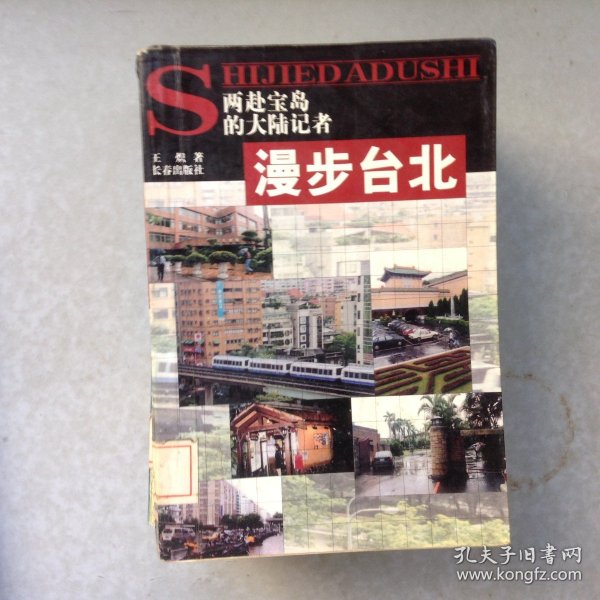 SHIJIEDADUSHI
两赴宝岛
的大陆记者
王 著
长春出版社
漫步台北
孔夫子旧书网
www.kongfz.com